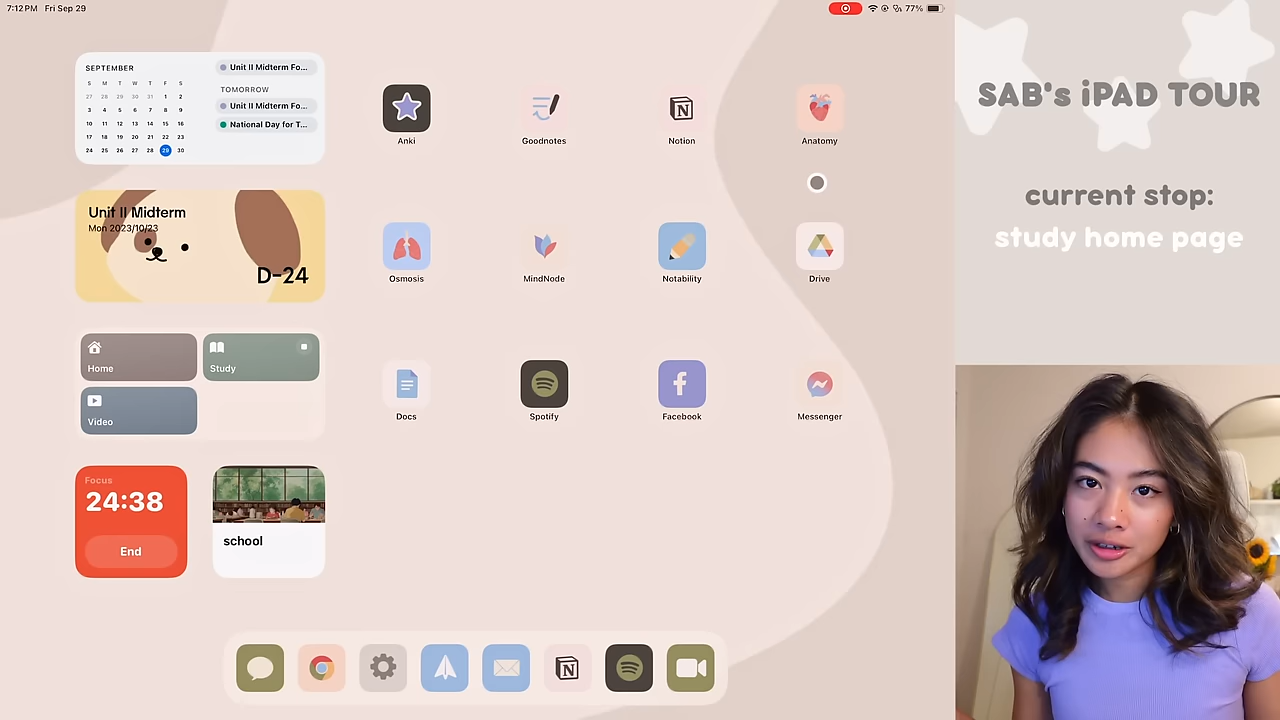 7:12 PM Fri Sep 29
77%
SEPTEMBER
S M T W T F S
27 28 29 30 31 1 2
3 4 5 6 7 8 9
10 11 12 13 14 15 16
17 18 19 20 21 22 23
24 25 26 27 28 29 30
Unit II Midterm Fo...
TOMORROW
Unit II Midterm Fo...
National Day for T...
Unit II Midterm
Mon 2023/10/23
D-24
Home
Study
Video
Focus
24:38
End
school
Anki
Goodnotes
Notion
Anatomy
Osmosis
MindNode
Notability
Drive
Docs
Spotify
Facebook
Messenger
SAB's iPAD TOUR
current stop:
study home page